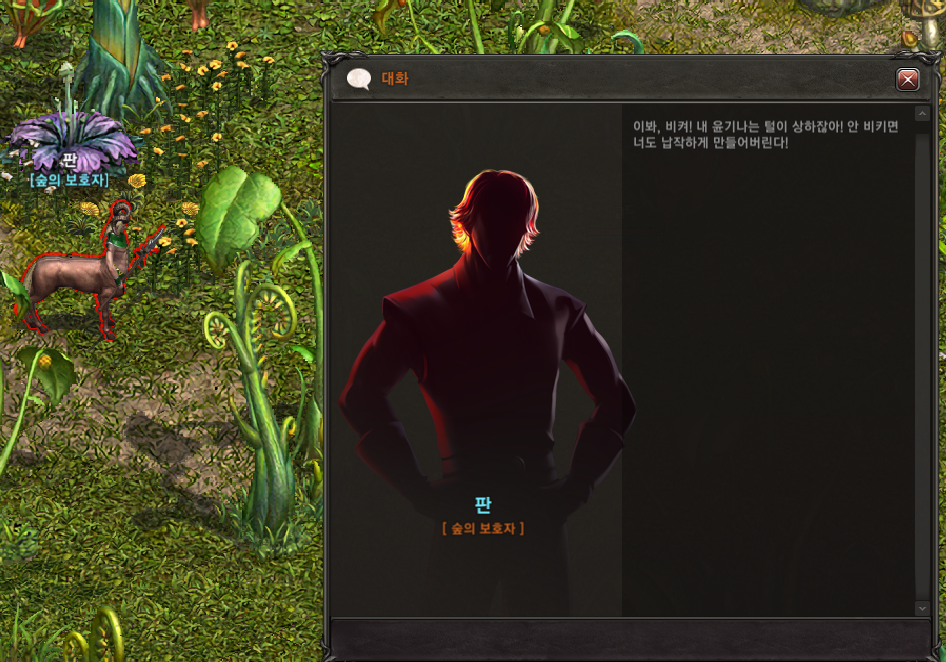 대화
이봐, 비켜! 내 윤기나는 털이 상하잖아! 안 비키면
너도 납작하게 만들어버린다!
판
[숲의 보호자]
판
[ 숲의 보호자 ]